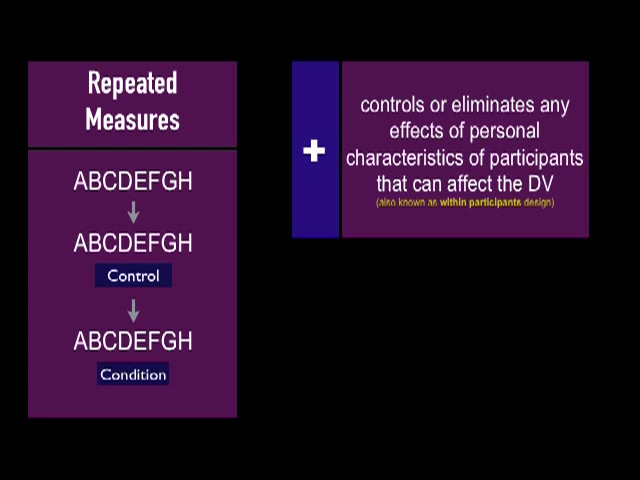 Repeated
Measures
ABCDEFGH
ABCDEFGH
Control
ABCDEFGH
Condition
+
controls or eliminates any
effects of personal
characteristics of participants
that can affect the DV
(also known as within participants design)